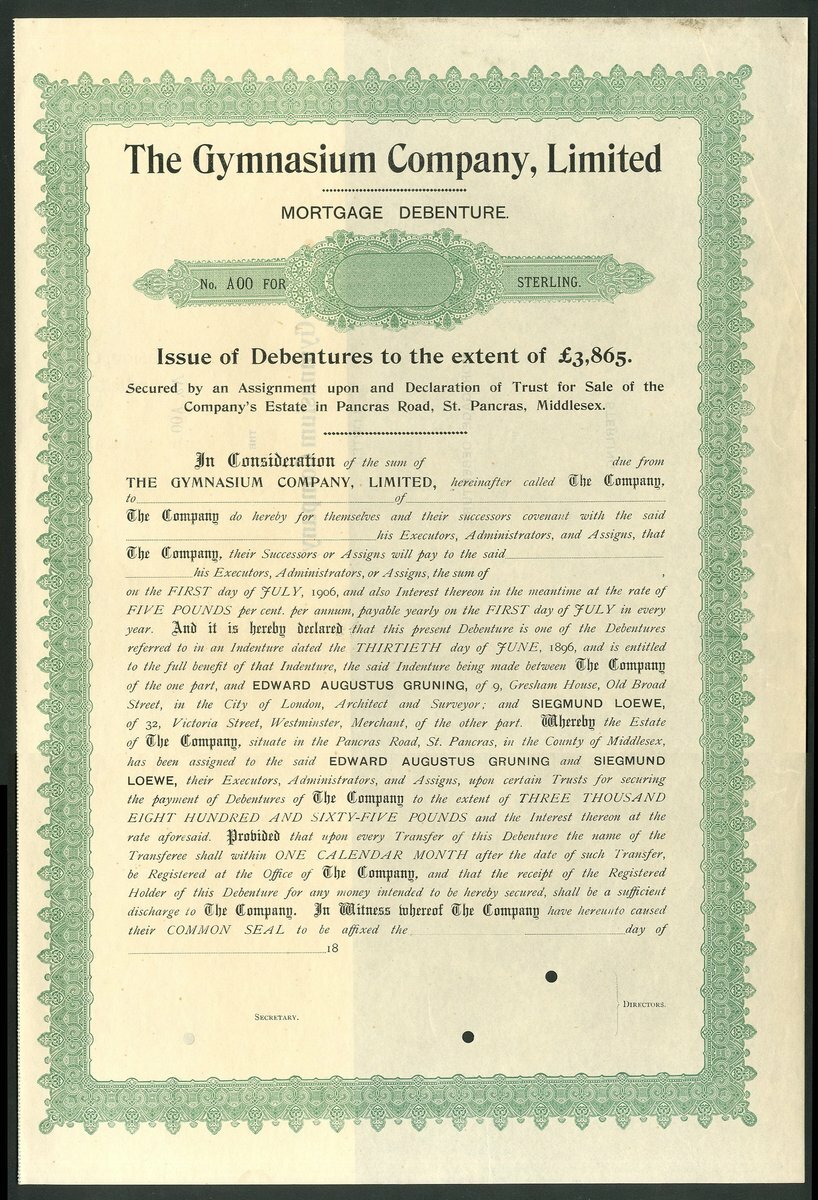 The Gymnasium Company, Limited
MORTGAGE DEBENTURE.
No. A00 FOR STERLING.
Issue of Debentures to the extent of £3,865.
Secured by an Assignment upon and Declaration of Trust for Sale of the
Company's Estate in Pancras Road, St. Pancras, Middlesex.
In Consideration of the sum of due from
THE GYMNASIUM COMPANY, LIMITED, hereinafter called The Company,
to of
The Company do hereby for themselves and their successors covenant with the said
his Executors, Administrators, and Assigns, that
The Company, their Successors or Assigns will pay to the said
his Executors, Administrators, or Assigns, the sum of ,
on the FIRST day of JULY, 1906, and also Interest thereon in the meantime at the rate of
FIVE POUNDS per cent. per annum, payable yearly on the FIRST day of JULY in every
year. And it is hereby declared that this present Debenture is one of the Debentures
referred to in an Indenture dated the THIRTIETH day of JUNE, 1896, and is entitled
to the full benefit of that Indenture, the said Indenture being made between The Company
of the one part, and EDWARD AUGUSTUS GRUNING, of 9, Gresham House, Old Broad
Street, in the City of London, Architect and Surveyor; and SIEGMUND LOEWE,
of 32, Victoria Street, Westminster, Merchant, of the other part. Whereby the Estate
of The Company, situate in the Pancras Road, St. Pancras, in the County of Middlesex,
has been assigned to the said EDWARD AUGUSTUS GRUNING and SIEGMUND
LOEWE, their Executors, Administrators, and Assigns, upon certain Trusts for securing
the payment of Debentures of The Company to the extent of THREE THOUSAND
EIGHT HUNDRED AND SIXTY-FIVE POUNDS and the Interest thereon at the
rate aforesaid. Provided that upon every Transfer of this Debenture the name of the
Transferee shall within ONE CALENDAR MONTH after the date of such Transfer,
be Registered at the Office of The Company, and that the receipt of the Registered
Holder of this Debenture for any money intended to be hereby secured, shall be a sufficient
discharge to The Company. In Witness whereof The Company have hereunto caused
their COMMON SEAL to be affixed the day of
18
DIRECTORS.
SECRETARY.